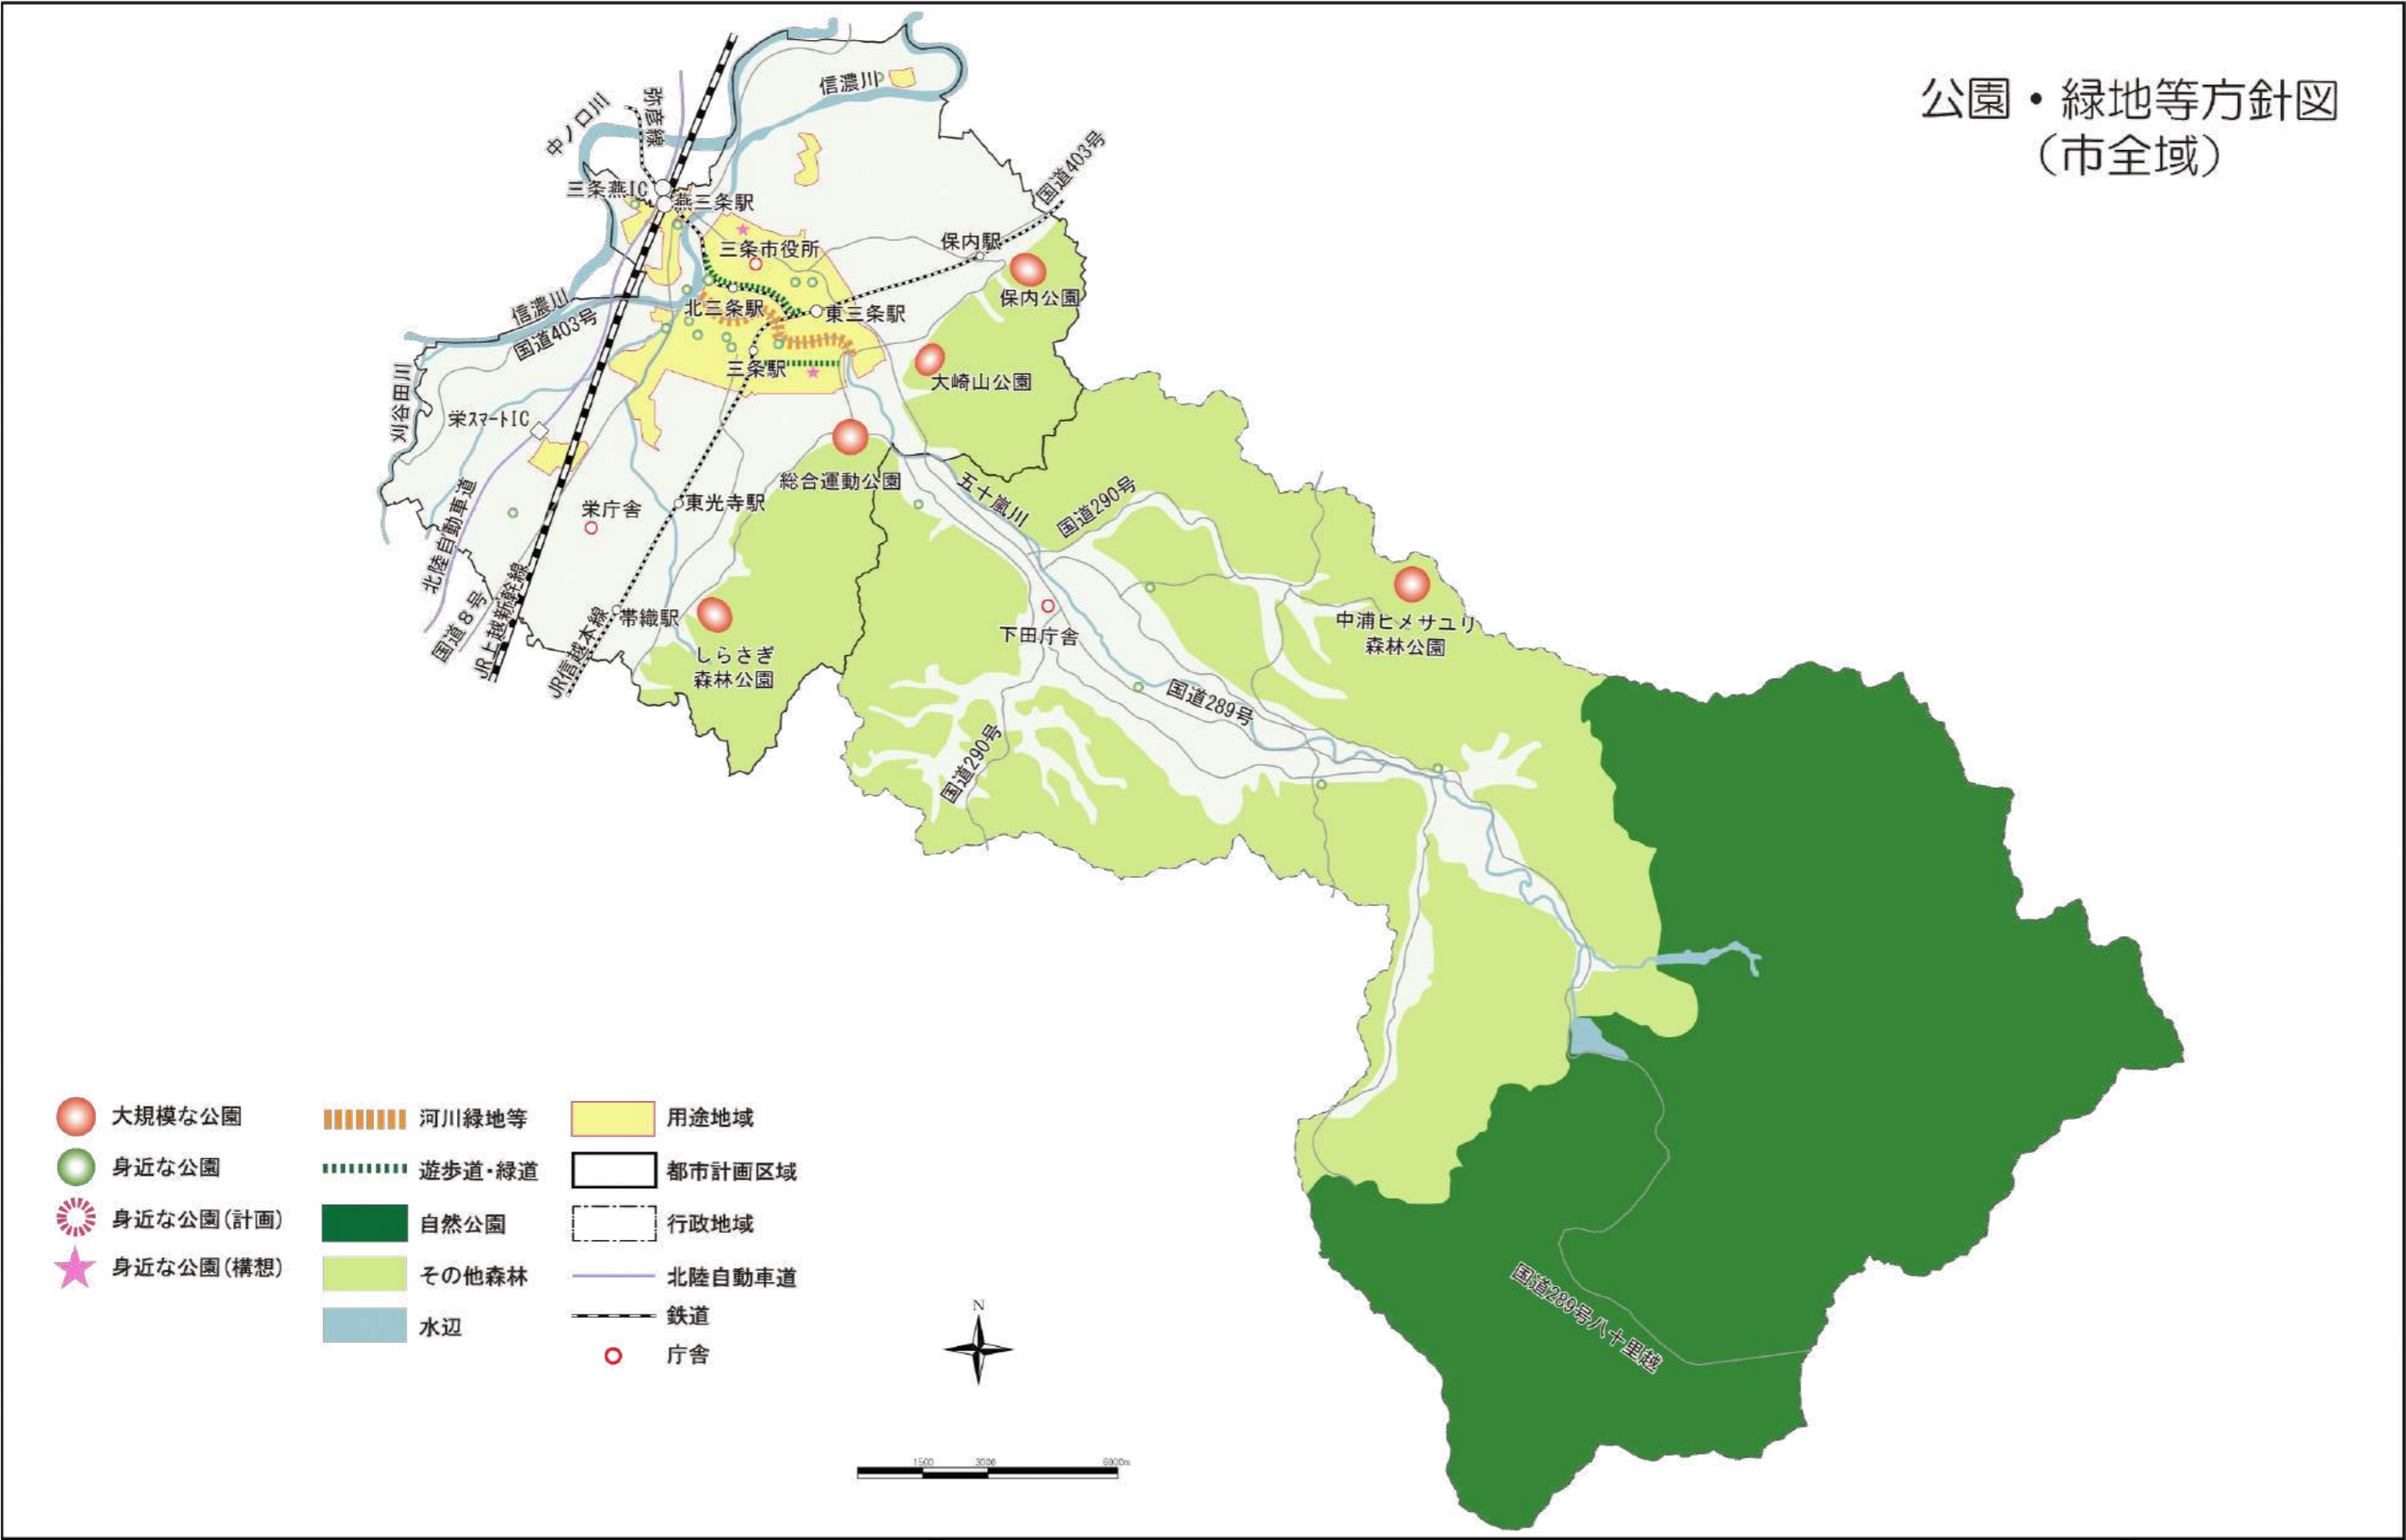 公園・緑地等方針図
(市全域)
信濃川
中ノ口川
弥彦線
国道403号
三条燕IC
燕三条駅
三条市役所
保内駅
保内公園
信濃川
国道403号
北三条駅
東三条駅
三条駅
大崎山公園
刈谷田川
栄スマートIC
総合運動公園
五十嵐川
国道290号
東光寺駅
栄庁舎
北陸自動車道
国道8号
JR上越新幹線
JR信越本線
帯織駅
しらさぎ
森林公園
下田庁舎
中浦ヒメサユリ
森林公園
国道289号
国道290号
国道289号八十里越
大規模な公園
身近な公園
身近な公園(計画)
身近な公園(構想)
河川緑地等
遊歩道・緑道
自然公園
その他森林
水辺
用途地域
都市計画区域
行政地域
北陸自動車道
鉄道
庁舎
N
1500 3000 6000m